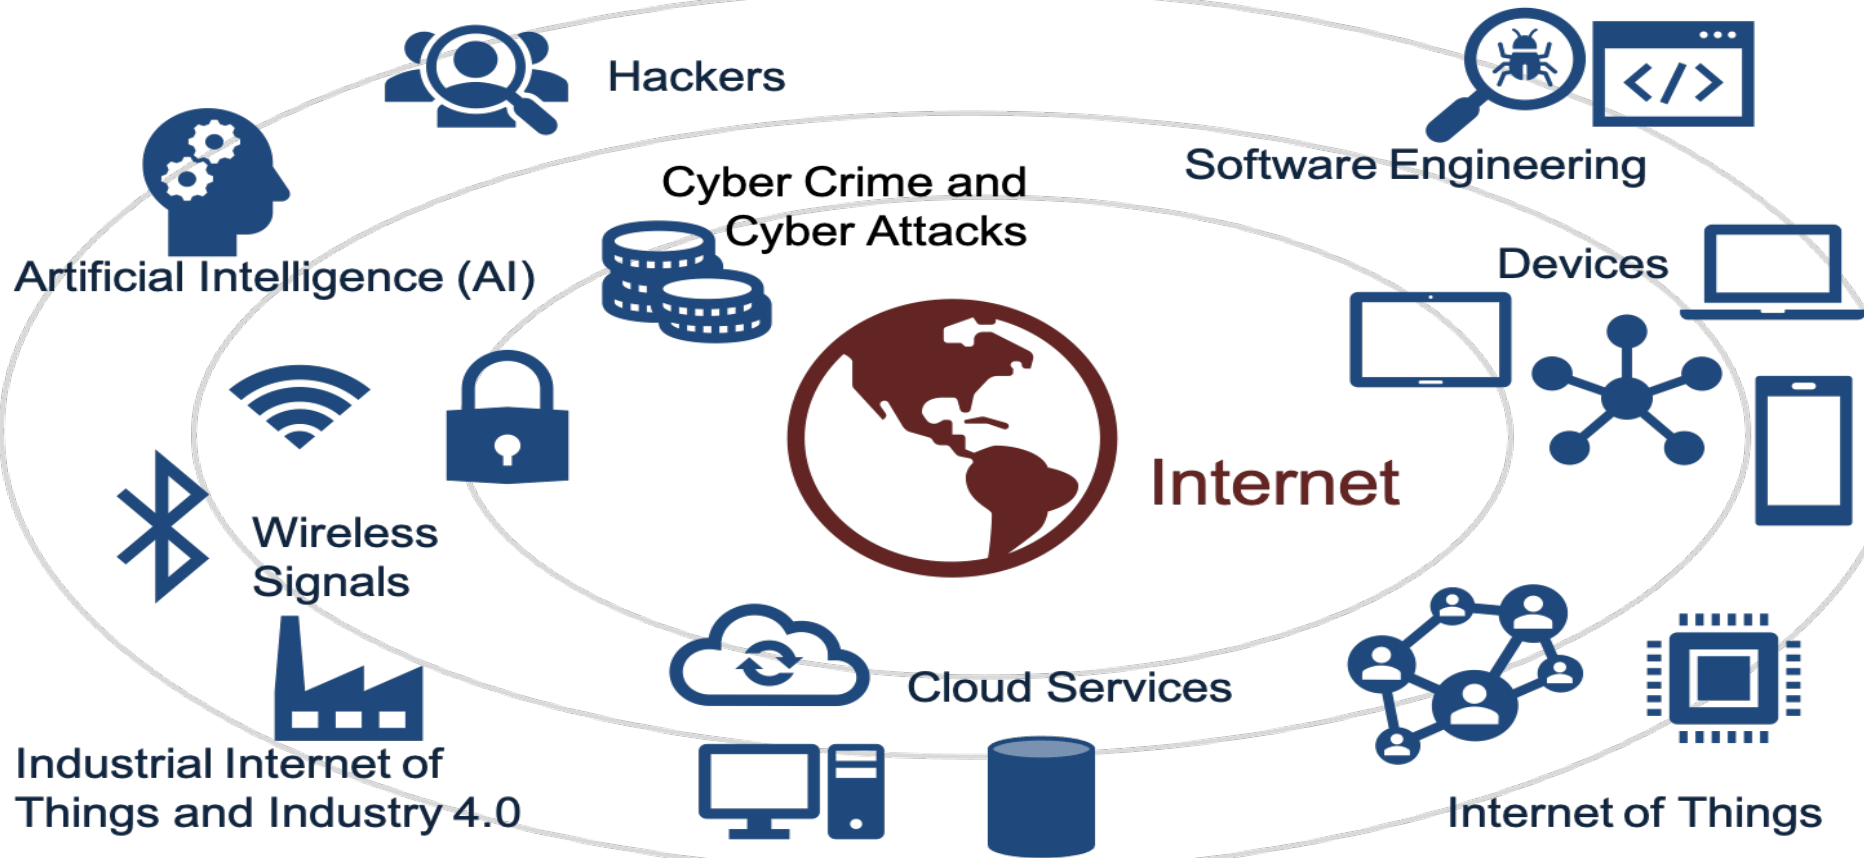 Hackers
Software Engineering
Cyber Crime and
Cyber Attacks
Artificial Intelligence (AI)
Devices
</>
Internet
Wireless
Signals
Cloud Services
Industrial Internet of
Things and Industry 4.0
Internet of Things